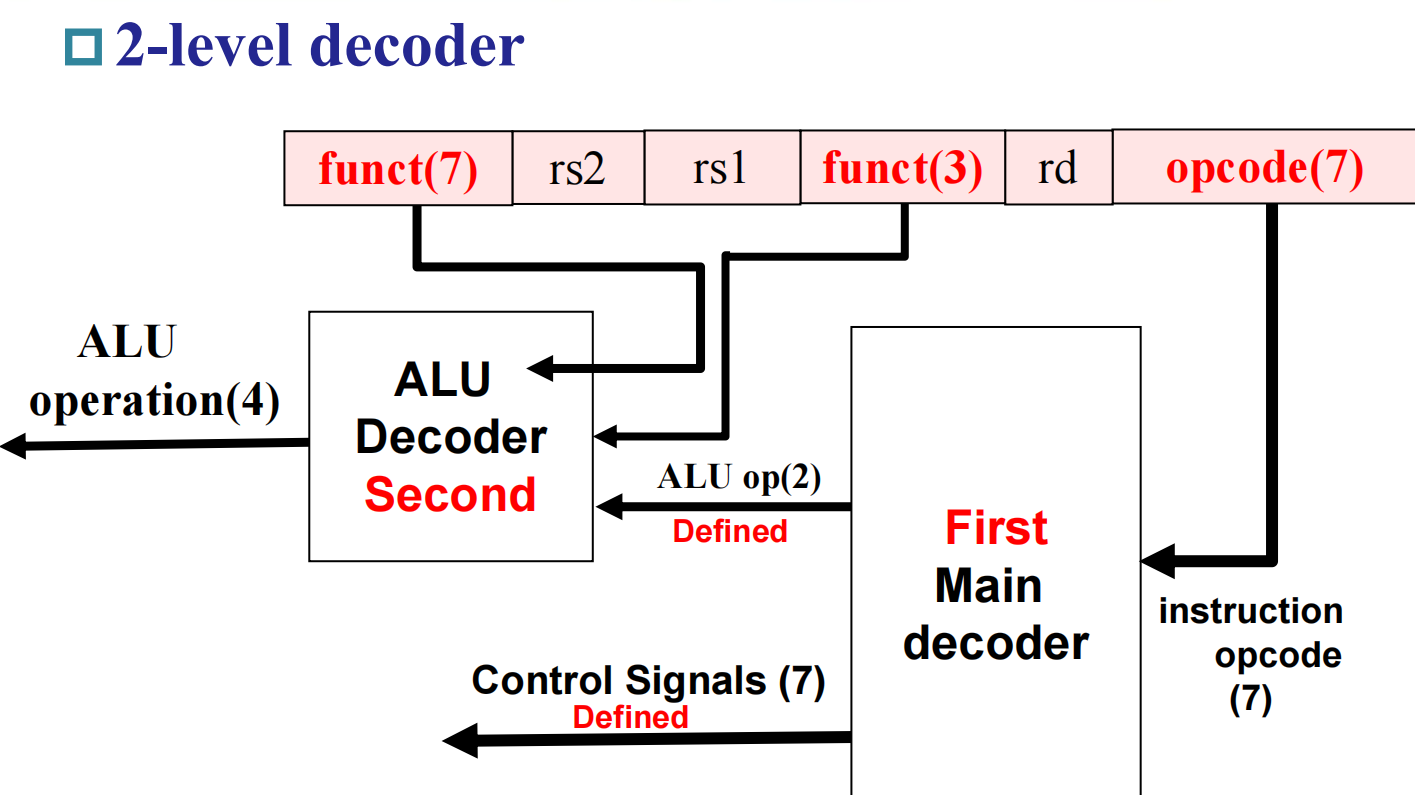 2-level decoder
funct(7) rs2 rs1 funct(3) rd opcode(7)
ALU
operation(4)
ALU
Decoder
Second
ALU op(2)
Defined
First
Main
decoder
instruction
opcode
(7)
Control Signals (7)
Defined